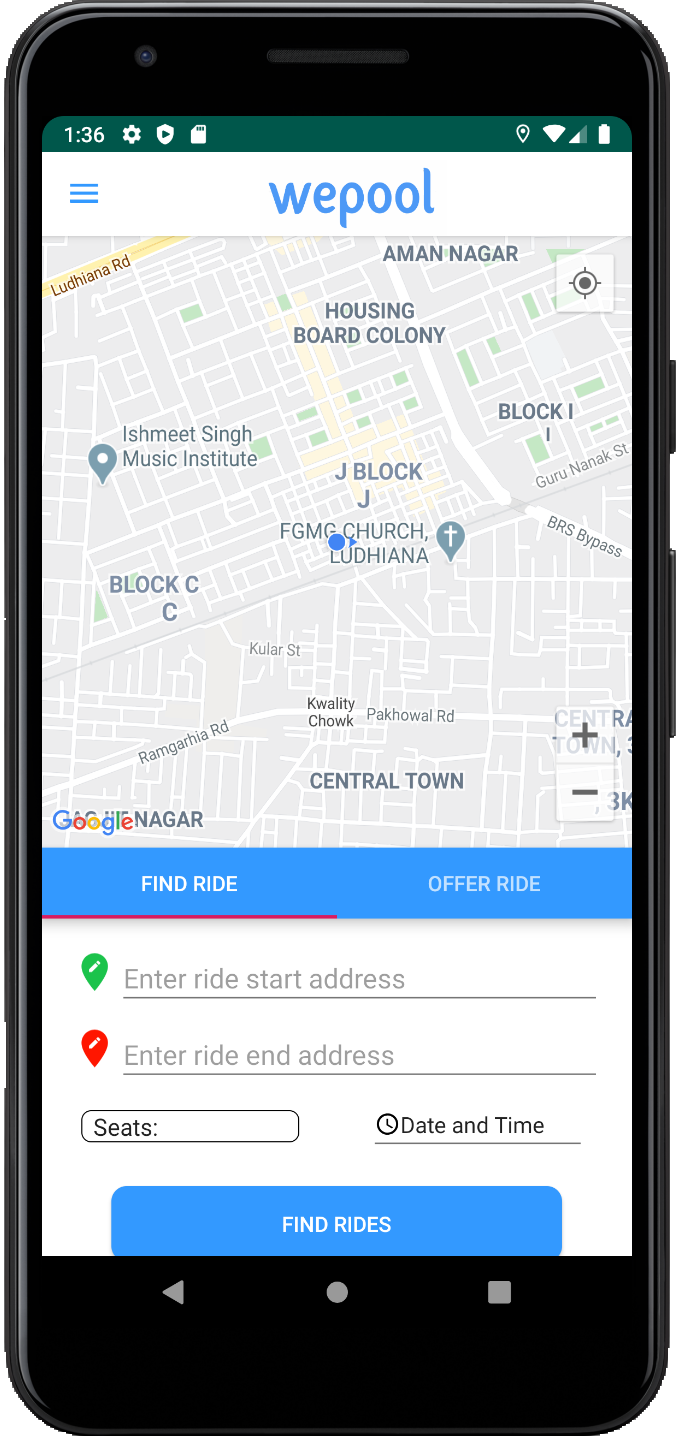 1:36
wepool
Ludhiana Rd
AMAN NAGAR
HOUSING
BOARD COLONY
BLOCK I
I
Ishmeet Singh
Music Institute
Guru Nanak St
J BLOCK
J
FGMG CHURCH,
LUDHIANA
BRS Bypass
BLOCK C
C
Kular St
Kwality
Chowk
Pakhowal Rd
Ramgarhia Rd
CENTRA
TOWN, 3
, 3K
CENTRAL TOWN
Google
NAGAR
FIND RIDE
OFFER RIDE
Enter ride start address
Enter ride end address
Seats:
Date and Time
FIND RIDES